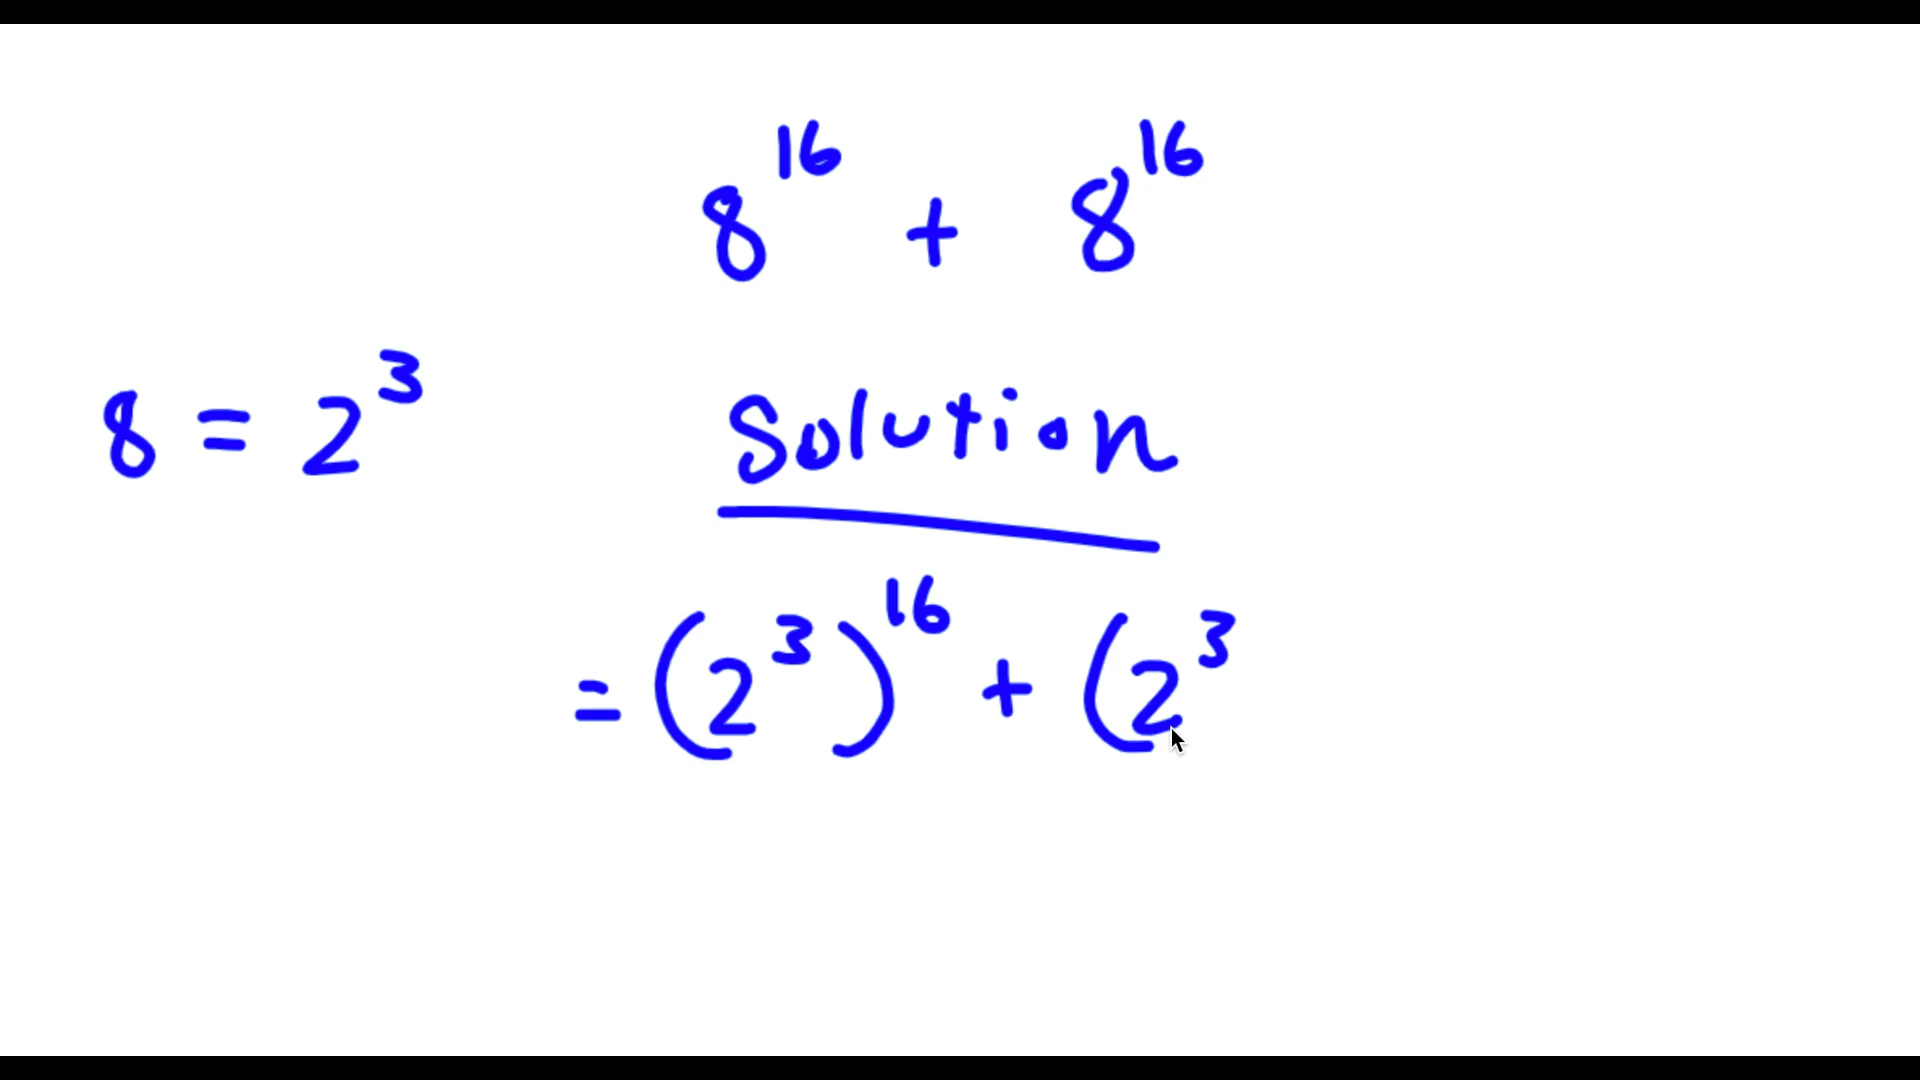 8^16 + 8^16
8 = 2^3
Solution
= (2^3)^16 + (2^3